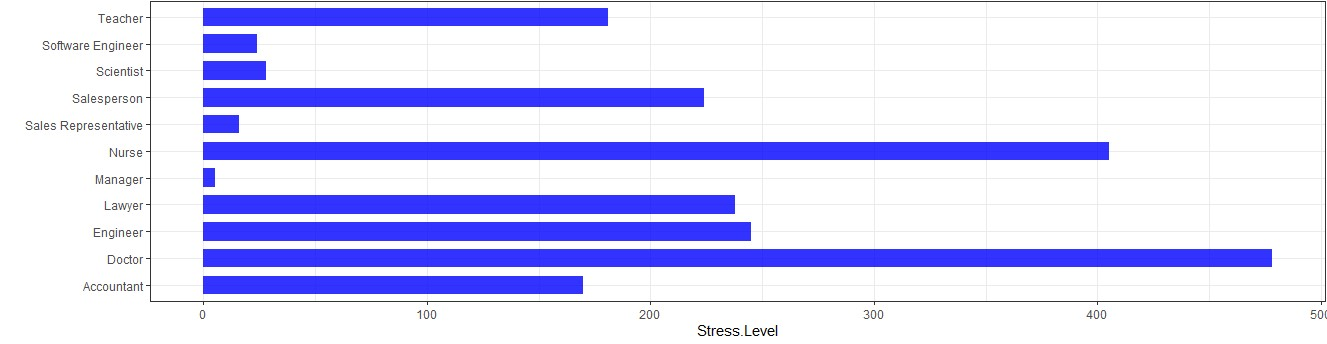 Teacher
Software Engineer
Scientist
Salesperson
Sales Representative
Nurse
Manager
Lawyer
Engineer
Doctor
Accountant
0 100 200 300 400 500
Stress.Level